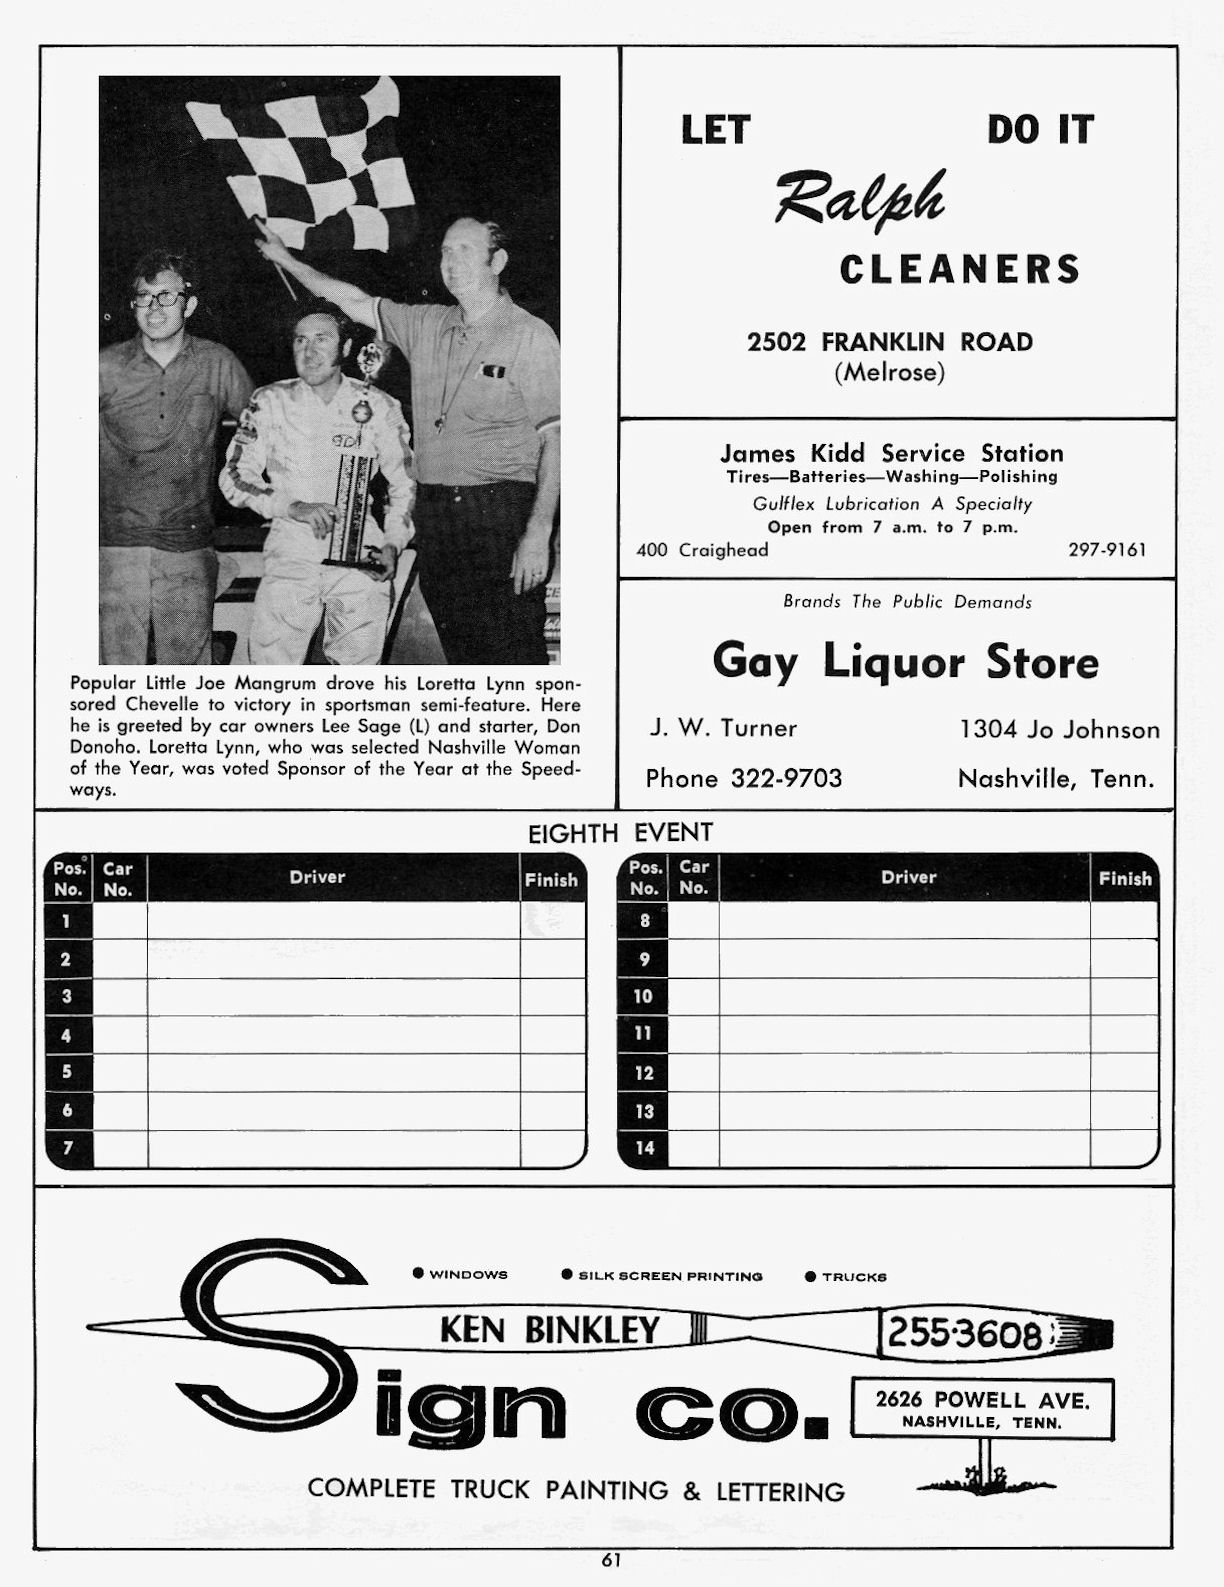 Popular Little Joe Mangrum drove his Loretta Lynn spon-
sored Chevelle to victory in sportsman semi-feature. Here
he is greeted by car owners Lee Sage (L) and starter, Don
Donoho. Loretta Lynn, who was selected Nashville Woman
of the Year, was voted Sponsor of the Year at the Speed-
ways.
LET DO IT
Ralph
CLEANERS
2502 FRANKLIN ROAD
(Melrose)
James Kidd Service Station
Tires—Batteries—Washing—Polishing
Gulflex Lubrication A Specialty
Open from 7 a.m. to 7 p.m.
400 Craighead 297-9161
Brands The Public Demands
Gay Liquor Store
J. W. Turner 1304 Jo Johnson
Phone 322-9703 Nashville, Tenn.
EIGHTH EVENT
Pos. No. Car No. Driver Finish
1
2
3
4
5
6
7
Pos. No. Car No. Driver Finish
8
9
10
11
12
13
14
WINDOWS SILK SCREEN PRINTING TRUCKS
KEN BINKLEY 255-3608
Sign co.
2626 POWELL AVE.
NASHVILLE, TENN.
COMPLETE TRUCK PAINTING & LETTERING
61